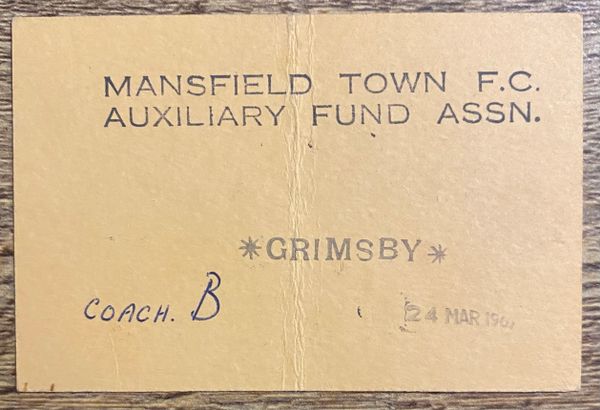 MANSFIELD TOWN F.C.
AUXILIARY FUND ASSN.
*GRIMSBY*
COACH. B
24 MAR